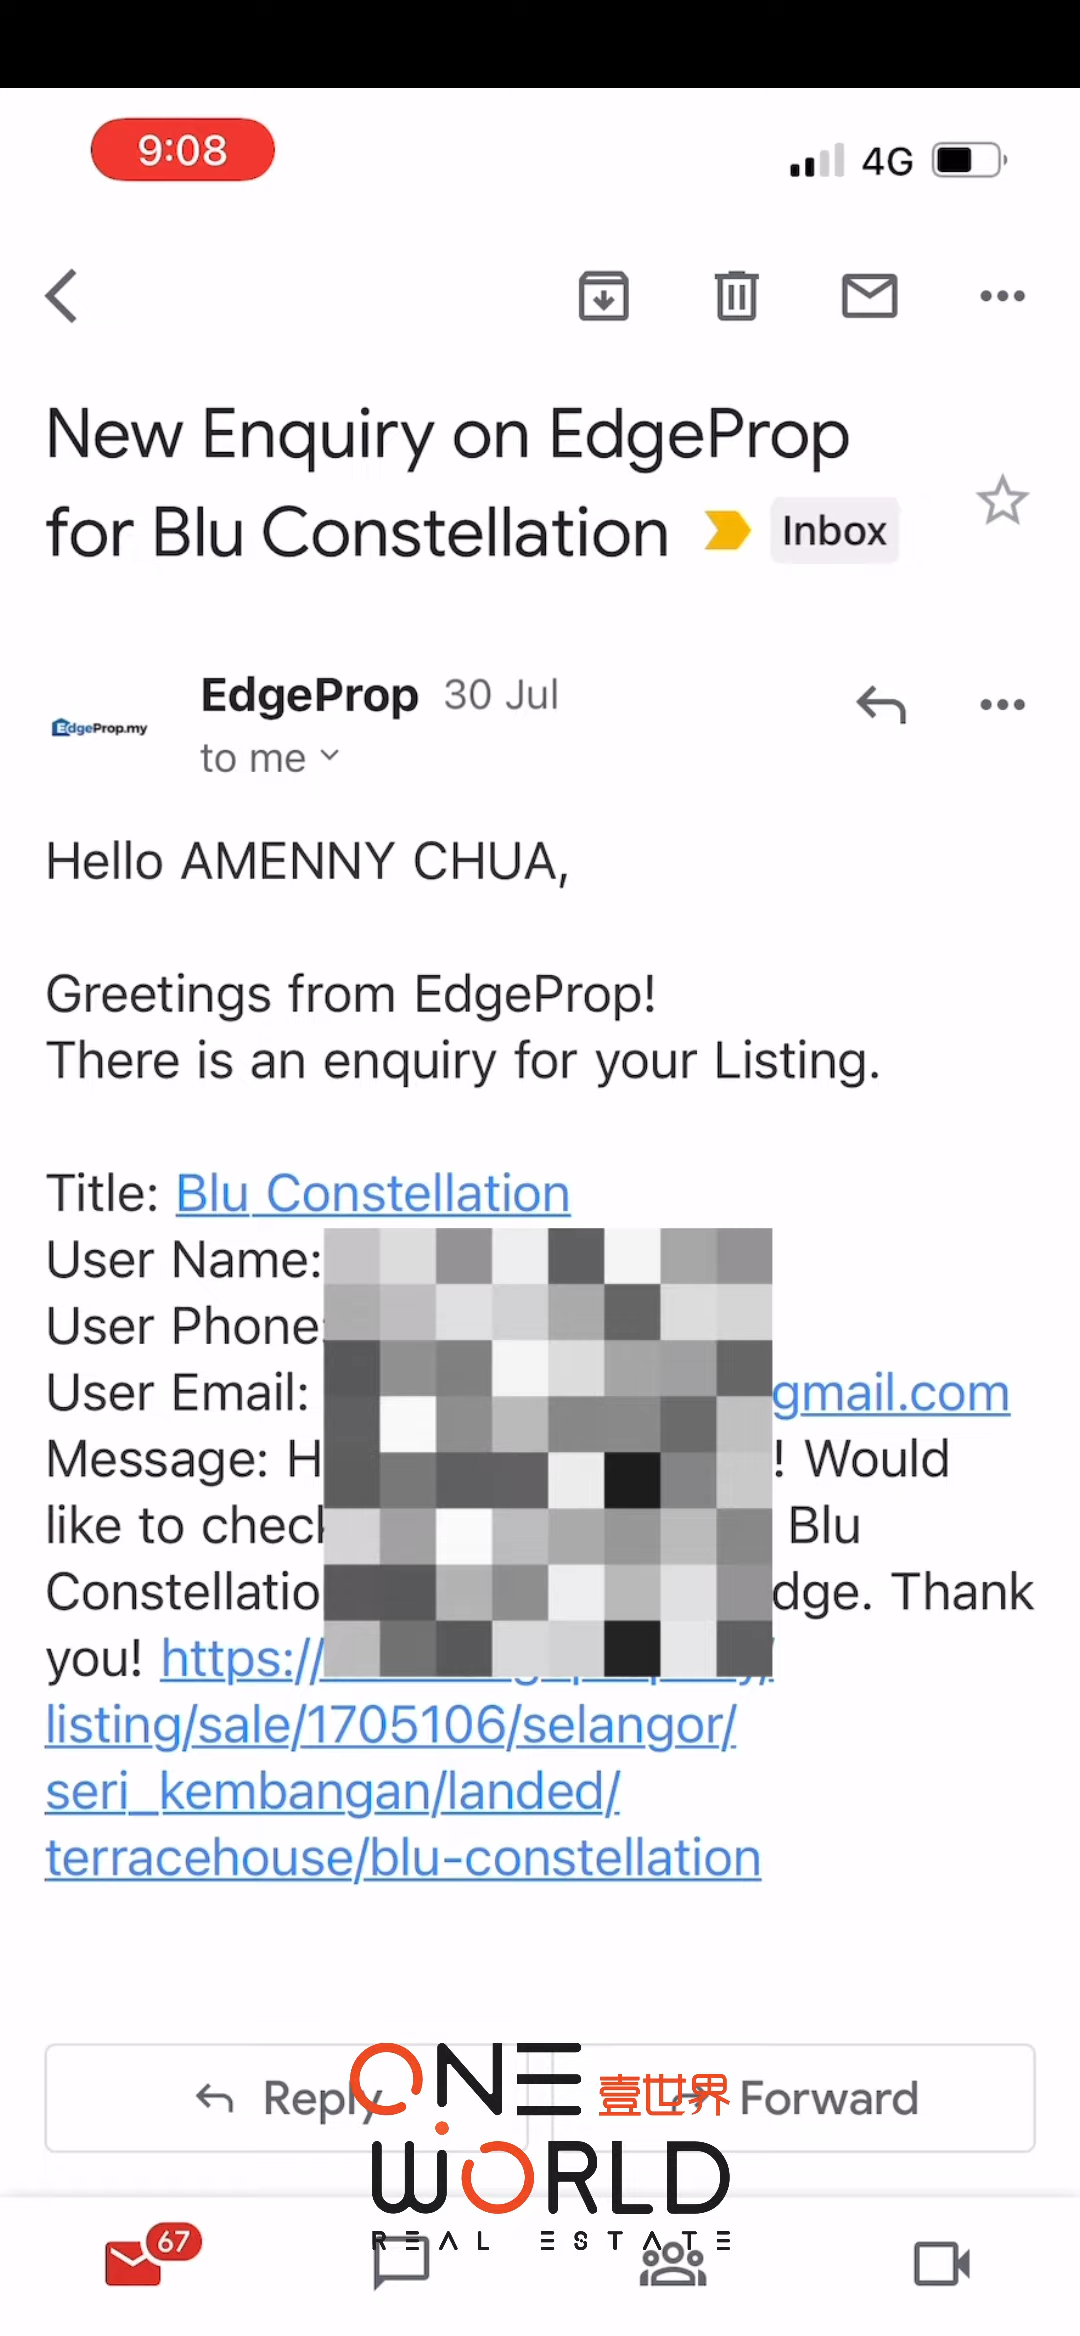 9:08
4G
New Enquiry on EdgeProp
for Blu Constellation
Inbox
EdgeProp 30 Jul
EdgeProp.my
to me
Hello AMENNY CHUA,
Greetings from EdgeProp!
There is an enquiry for your Listing.
Title: Blu Constellation
User Name:
User Phone:
User Email: gmail.com
Message: ! Would
like to Blu
Thank
you! https://
listing/sale/1705106/selangor/
seri_kembangan/landed/
terracehouse/blu-constellation
Reply
Forward
ONE 壹世界
WORLD
REAL ESTATE
67